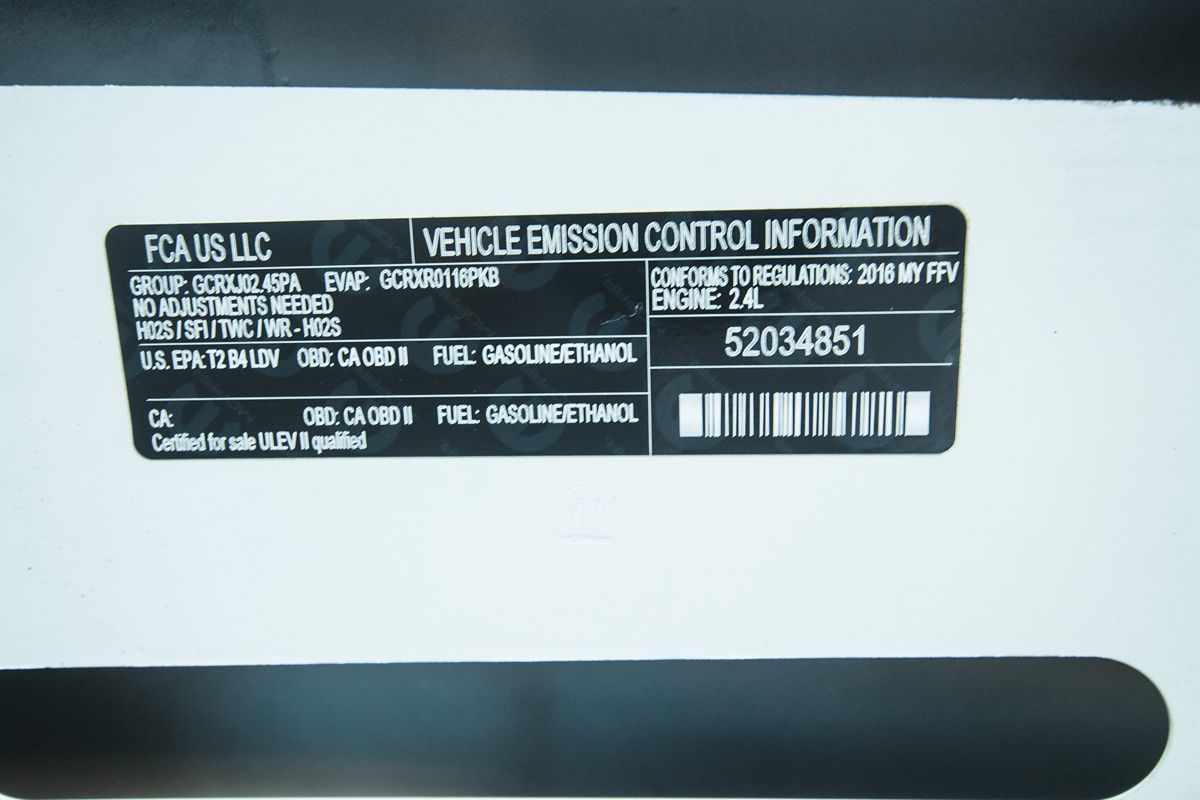 FCA US LLC
VEHICLE EMISSION CONTROL INFORMATION
GROUP: GCRXJ02.45PA EVAP: GCRXR0116PKB
NO ADJUSTMENTS NEEDED
H02S / SFI / TWC / WR - H02S
CONFORMS TO REGULATIONS: 2016 MY FFV
ENGINE: 2.4L
52034851
U.S. EPA: T2 B4 LDV OBD: CA OBD II FUEL: GASOLINE/ETHANOL
CA: OBD: CA OBD II FUEL: GASOLINE/ETHANOL
Certified for sale ULEV II qualified